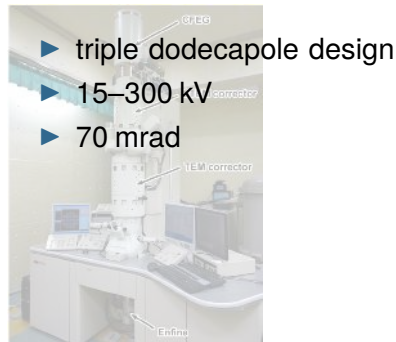 CFEG
► triple dodecapole design
► 15–300 kV
corrector
► 70 mrad
TEM corrector
Enfina